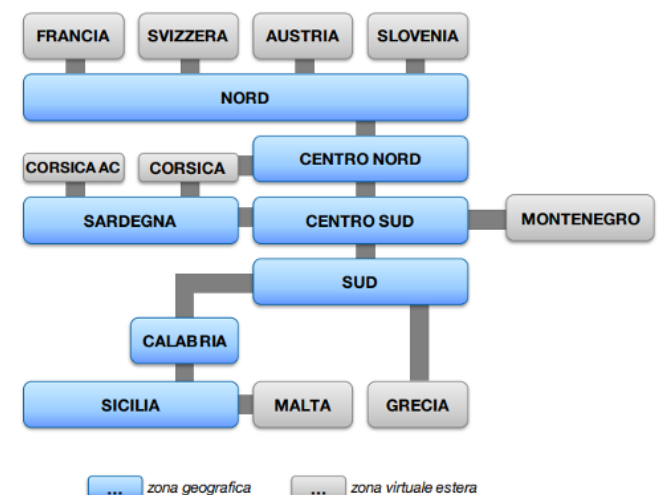 FRANCIA
SVIZZERA
AUSTRIA
SLOVENIA
NORD
CENTRO NORD
CORSICA AC
CORSICA
SARDEGNA
CENTRO SUD
MONTENEGRO
SUD
CALABRIA
SICILIA
MALTA
GRECIA
... zona geografica
... zona virtuale estera